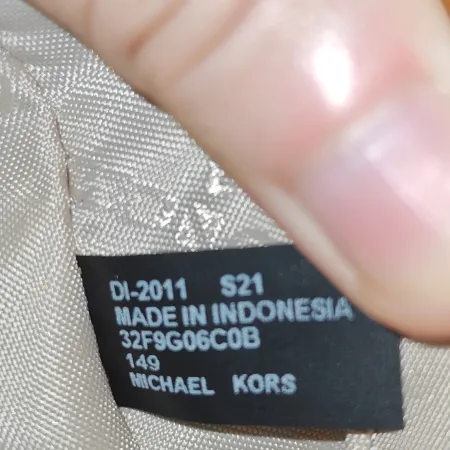 DI-2011 S21
MADE IN INDONESIA
32F9G06C0B
149
MICHAEL KORS